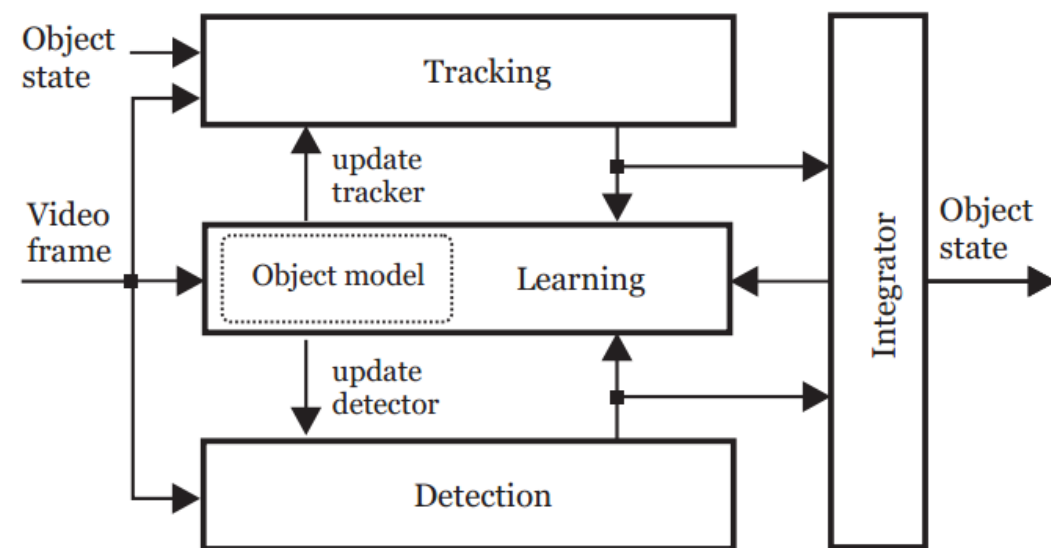 Object
state
Tracking
update
tracker
Video
frame
Object model
Learning
Integrator
Object
state
update
detector
Detection